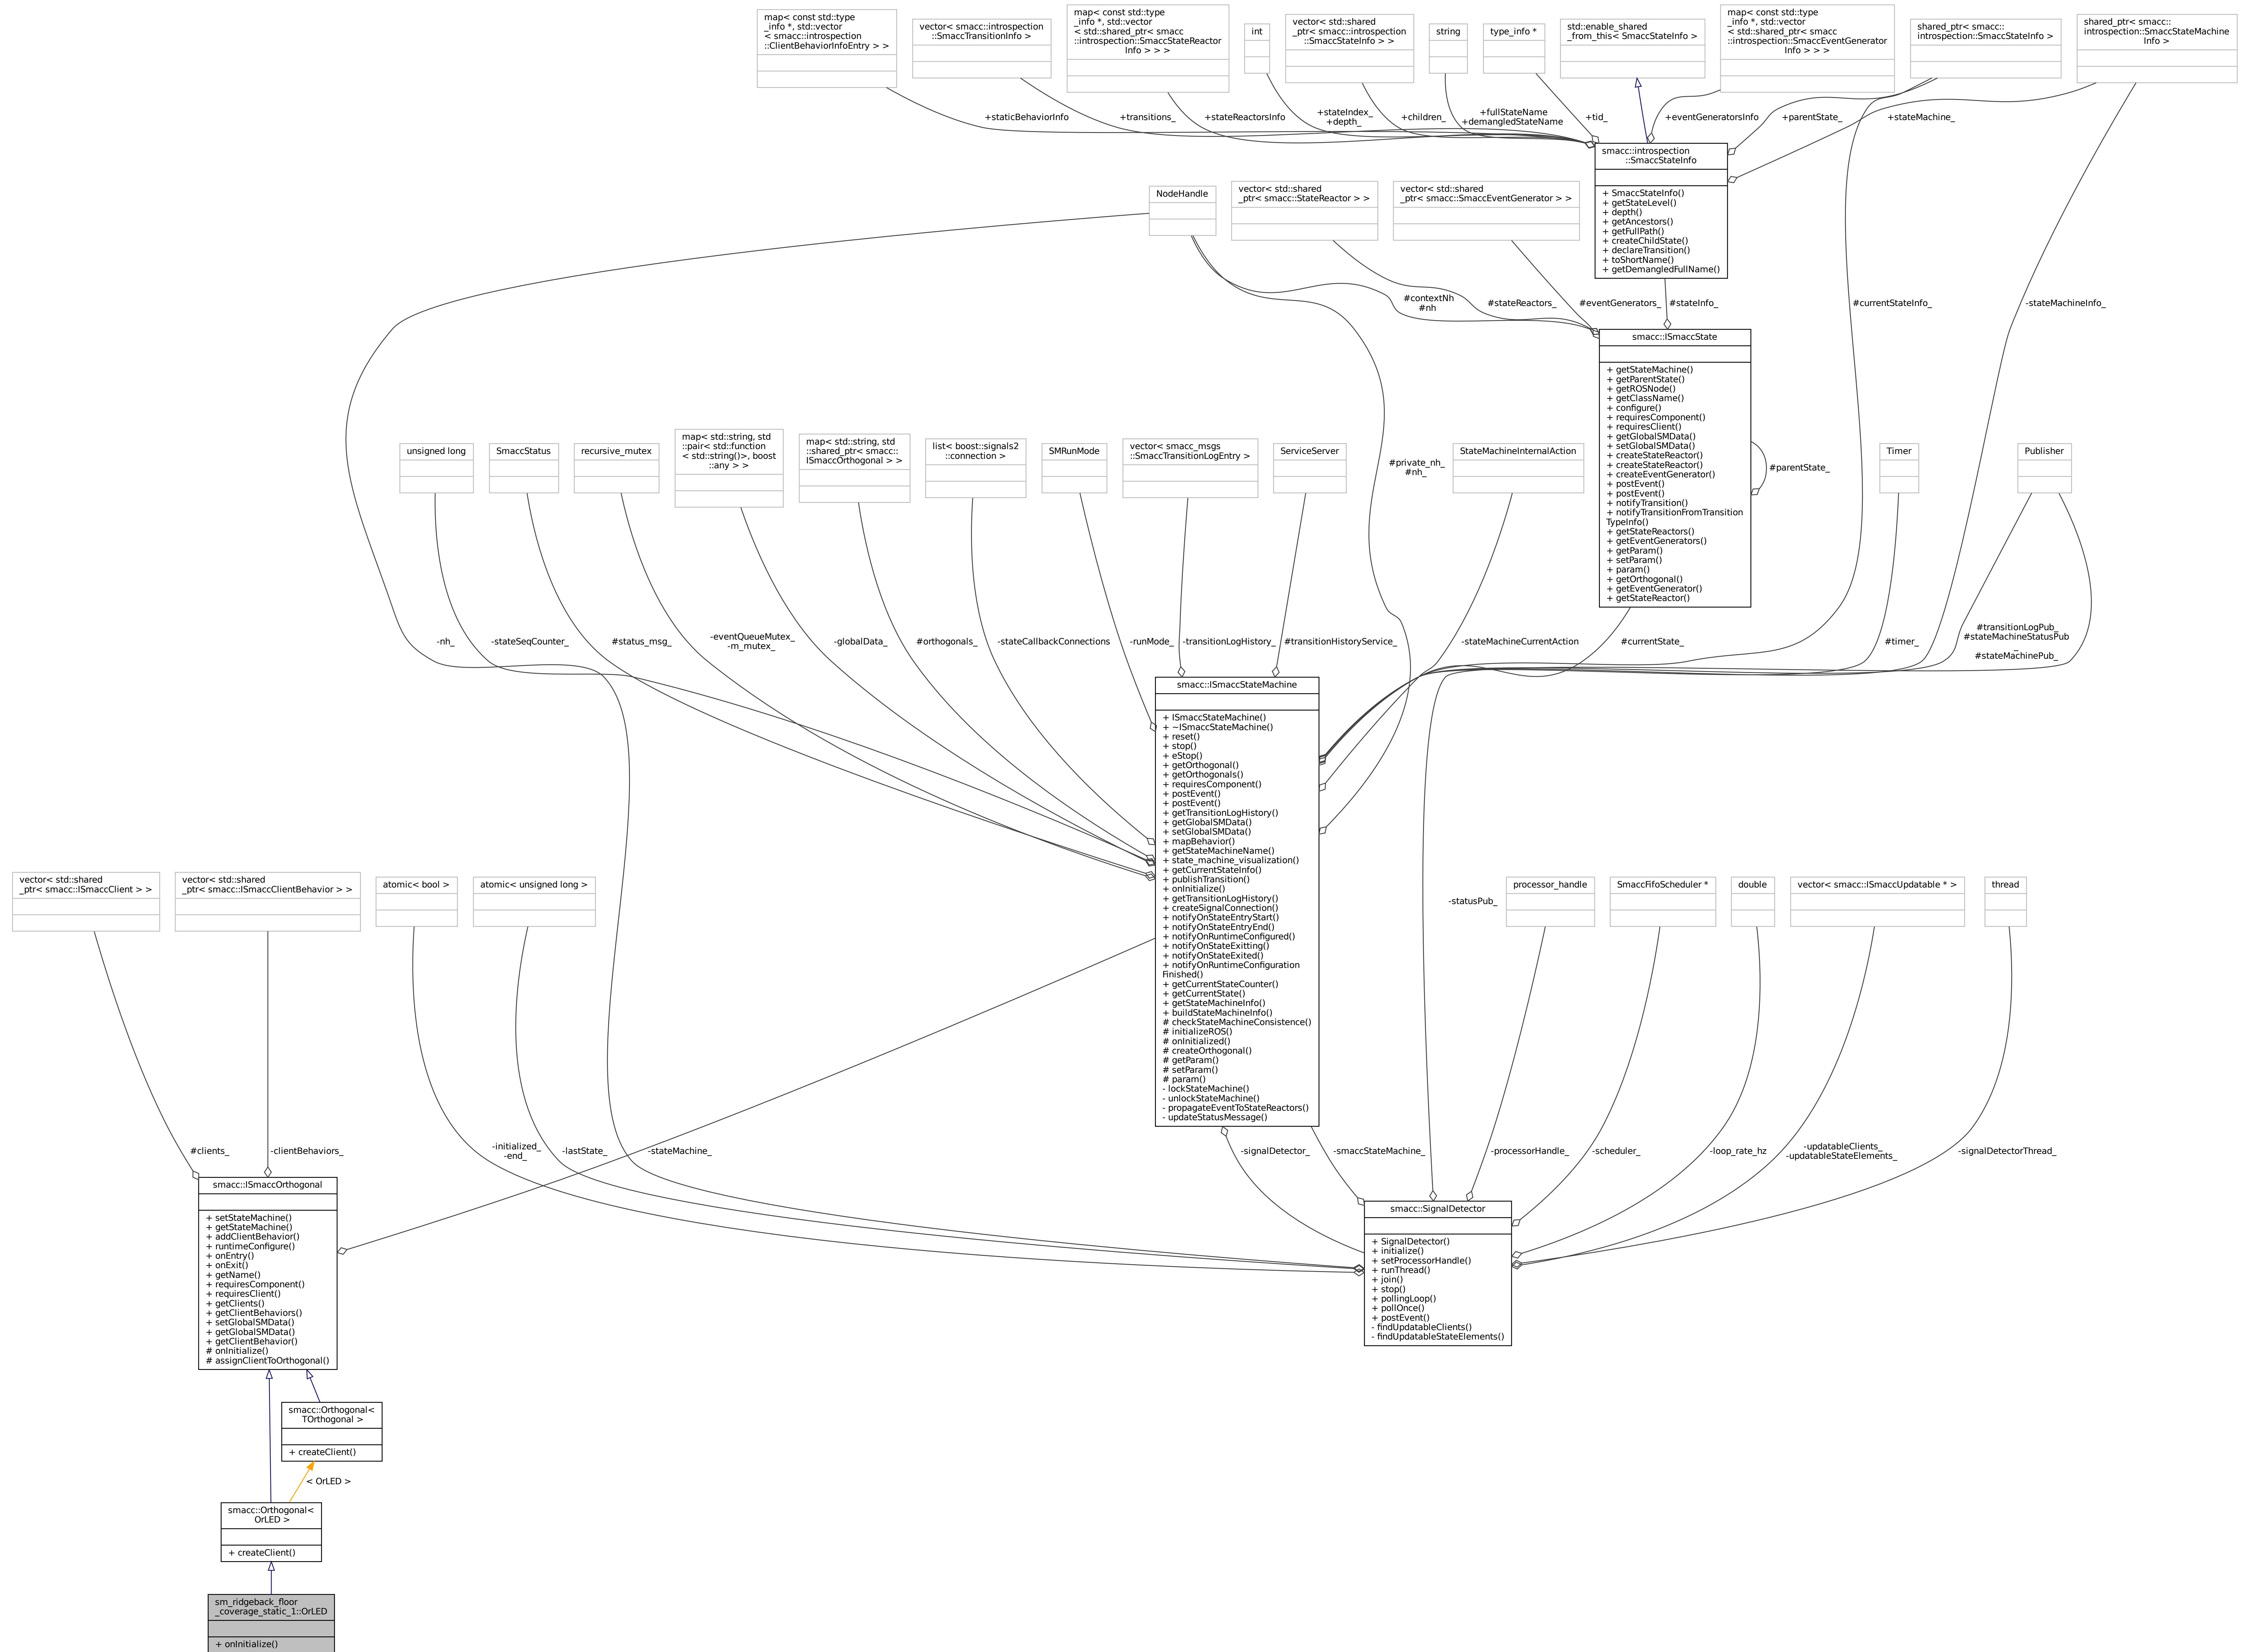 map< const std::type
_info *, std::vector
< smacc::introspection
::ClientBehaviorInfoEntry > >
vector< smacc::introspection
::SmaccTransitionInfo >
map< const std::type
_info *, std::vector
< std::shared_ptr< smacc
::introspection::SmaccStateReactor
Info > > >
int
vector< std::shared
_ptr< smacc::introspection
::SmaccStateInfo > >
string
type_info *
std::enable_shared
_from_this< SmaccStateInfo >
map< const std::type
_info *, std::vector
< std::shared_ptr< smacc
::introspection::SmaccEventGenerator
Info > > >
shared_ptr< smacc::
introspection::SmaccStateInfo >
shared_ptr< smacc::
introspection::SmaccStateMachine
Info >
+staticBehaviorInfo
+transitions_
+stateReactorsInfo
+stateIndex_
+depth_
+children_
+fullStateName
+demangledStateName
+tid_
+eventGeneratorsInfo
+parentState_
+stateMachine_
smacc::introspection
::SmaccStateInfo
+ SmaccStateInfo()
+ getStateLevel()
+ depth()
+ getAncestors()
+ getFullPath()
+ createChildState()
+ declareTransition()
+ toShortName()
+ getDemangledFullName()
NodeHandle
vector< std::shared
_ptr< smacc::StateReactor > >
vector< std::shared
_ptr< smacc::SmaccEventGenerator > >
#contextNh
#nh
#stateReactors_
#eventGenerators_
#stateInfo_
#currentStateInfo_
-stateMachineInfo_
smacc::ISmaccState
+ getStateMachine()
+ getParentState()
+ getROSNode()
+ getClassName()
+ configure()
+ requiresComponent()
+ requiresClient()
+ getGlobalSMData()
+ setGlobalSMData()
+ createStateReactor()
+ createStateReactor()
+ createEventGenerator()
+ postEvent()
+ postEvent()
+ notifyTransition()
+ notifyTransitionFromTransition
TypeInfo()
+ getStateReactors()
+ getEventGenerators()
+ getParam()
+ setParam()
+ param()
+ getOrthogonal()
+ getEventGenerator()
+ getStateReactor()
#parentState_
unsigned long
SmaccStatus
recursive_mutex
map< std::string, std
::pair< std::function
< std::string()>, boost
::any > >
map< std::string, std
::shared_ptr< smacc::
ISmaccOrthogonal > >
list< boost::signals2
::connection >
SMRunMode
vector< smacc_msgs
::SmaccTransitionLogEntry >
ServiceServer
#private_nh_
#nh_
StateMachineInternalAction
Timer
Publisher
-nh_
-stateSeqCounter_
#status_msg_
-eventQueueMutex_
-m_mutex_
-globalData_
#orthogonals_
-stateCallbackConnections
-runMode_
-transitionLogHistory_
#transitionHistoryService_
-stateMachineCurrentAction
#currentState_
#timer_
#transitionLogPub_
#stateMachineStatusPub
_
#stateMachinePub_
smacc::ISmaccStateMachine
+ ISmaccStateMachine()
+ ~ISmaccStateMachine()
+ reset()
+ stop()
+ eStop()
+ getOrthogonal()
+ getOrthogonals()
+ requiresComponent()
+ postEvent()
+ postEvent()
+ getTransitionLogHistory()
+ getGlobalSMData()
+ setGlobalSMData()
+ mapBehavior()
+ getStateMachineName()
+ state_machine_visualization()
+ getCurrentStateInfo()
+ publishTransition()
+ onInitialize()
+ getTransitionLogHistory()
+ createSignalConnection()
+ notifyOnStateEntryStart()
+ notifyOnStateEntryEnd()
+ notifyOnRuntimeConfigured()
+ notifyOnStateExitting()
+ notifyOnStateExited()
+ notifyOnRuntimeConfiguration
Finished()
+ getCurrentStateCounter()
+ getCurrentState()
+ getStateMachineInfo()
+ buildStateMachineInfo()
# checkStateMachineConsistence()
# initializeROS()
# onInitialized()
# createOrthogonal()
# getParam()
# setParam()
# param()
- lockStateMachine()
- unlockStateMachine()
- propagateEventToStateReactors()
- updateStatusMessage()
vector< std::shared
_ptr< smacc::ISmaccClient > >
vector< std::shared
_ptr< smacc::ISmaccClientBehavior > >
atomic< bool >
atomic< unsigned long >
-statusPub_
processor_handle
SmaccFifoScheduler *
double
vector< smacc::ISmaccUpdatable * >
thread
#clients_
-clientBehaviors_
-initialized_
-end_
-lastState_
-stateMachine_
-signalDetector_
-smaccStateMachine_
-processorHandle_
-scheduler_
-loop_rate_hz
-updatableClients_
-updatableStateElements_
-signalDetectorThread_
smacc::ISmaccOrthogonal
+ setStateMachine()
+ getStateMachine()
+ addClientBehavior()
+ runtimeConfigure()
+ onEntry()
+ onExit()
+ getName()
+ requiresComponent()
+ requiresClient()
+ getClients()
+ getClientBehaviors()
+ setGlobalSMData()
+ getGlobalSMData()
+ getClientBehavior()
# onInitialize()
# assignClientToOrthogonal()
smacc::SignalDetector
+ SignalDetector()
+ initialize()
+ setProcessorHandle()
+ runThread()
+ join()
+ stop()
+ pollingLoop()
+ pollOnce()
+ postEvent()
- findUpdatableClients()
- findUpdatableStateElements()
smacc::Orthogonal<
TOrthogonal >
+ createClient()
< OrLED >
smacc::Orthogonal<
OrLED >
+ createClient()
sm_ridgeback_floor
_coverage_static_1::OrLED
+ onInitialize()